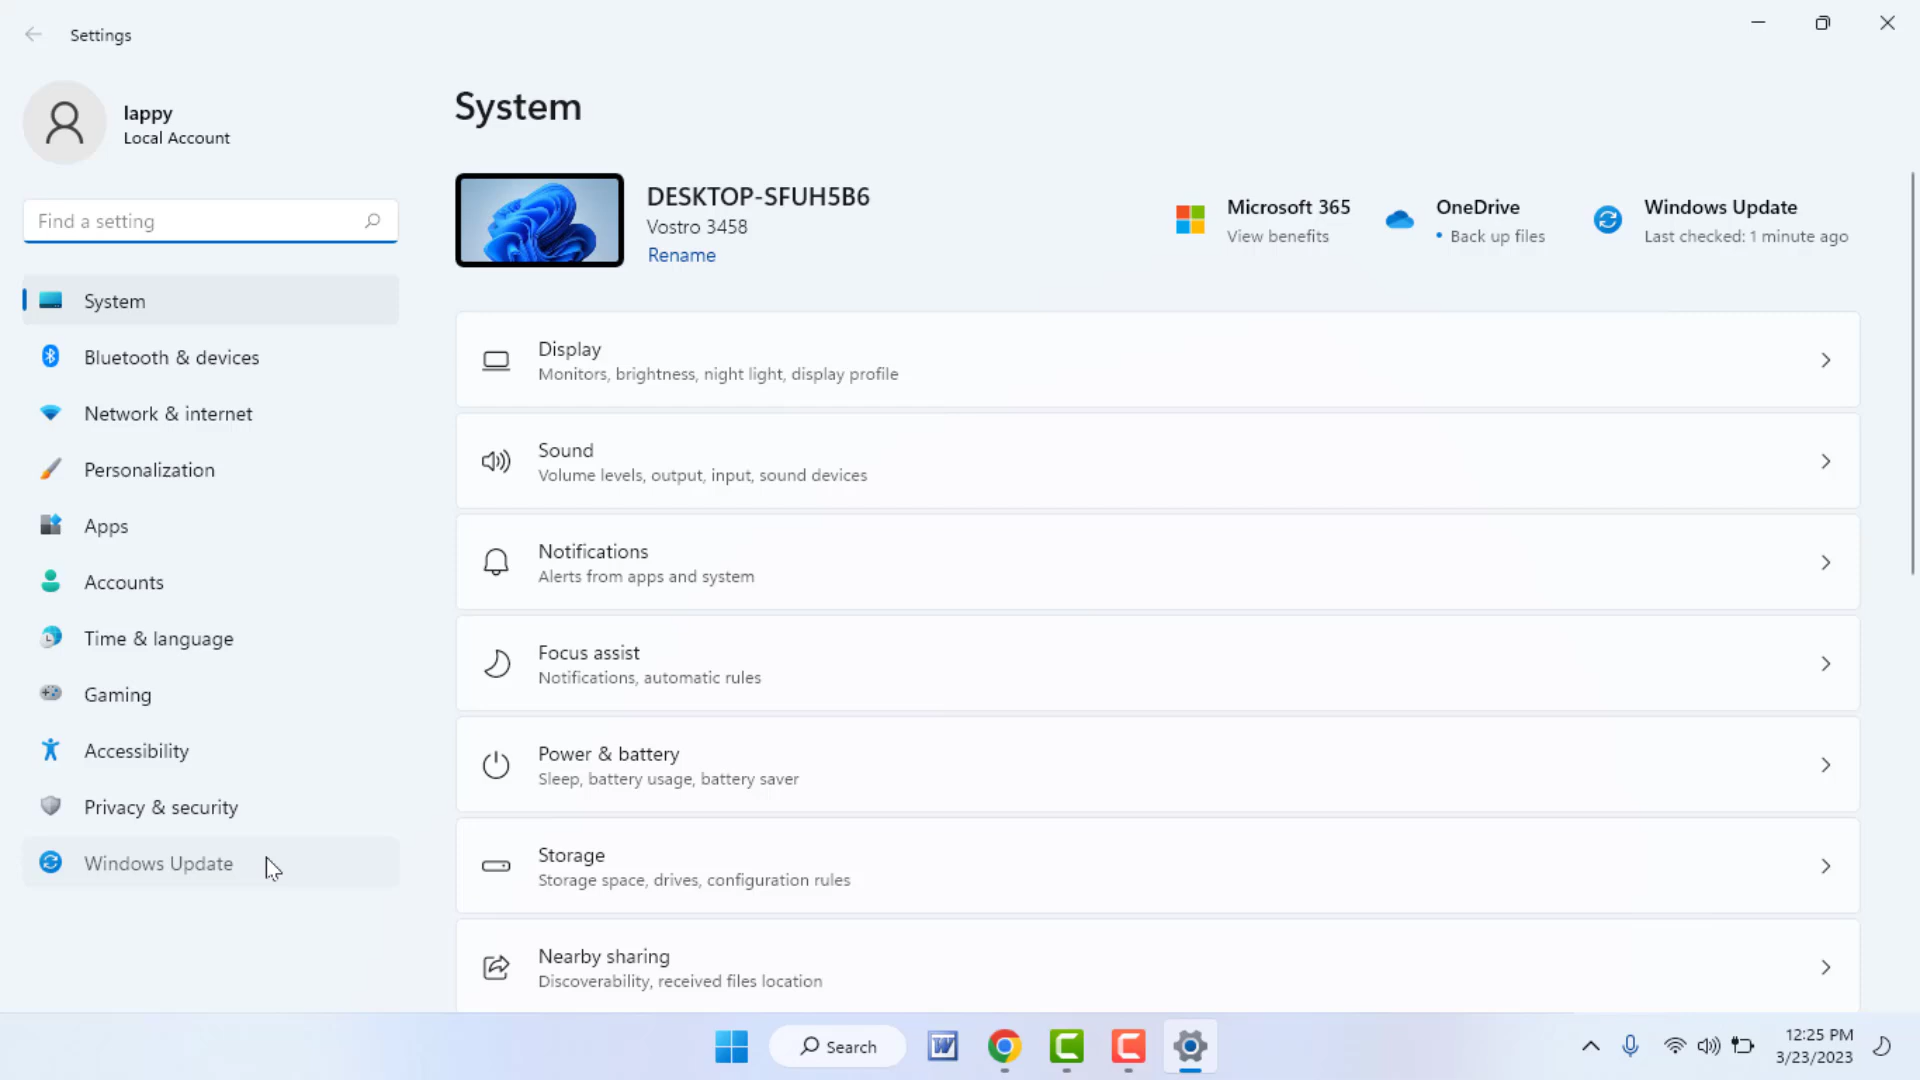 Settings
lappy
Local Account
Find a setting
System
Bluetooth & devices
Network & internet
Personalization
Apps
Accounts
Time & language
Gaming
Accessibility
Privacy & security
Windows Update
System
DESKTOP-SFUH5B6
Vostro 3458
Rename
Microsoft 365
View benefits
OneDrive
• Back up files
Windows Update
Last checked: 1 minute ago
Display
Monitors, brightness, night light, display profile
Sound
Volume levels, output, input, sound devices
Notifications
Alerts from apps and system
Focus assist
Notifications, automatic rules
Power & battery
Sleep, battery usage, battery saver
Storage
Storage space, drives, configuration rules
Nearby sharing
Discoverability, received files location
Search
12:25 PM
3/23/2023